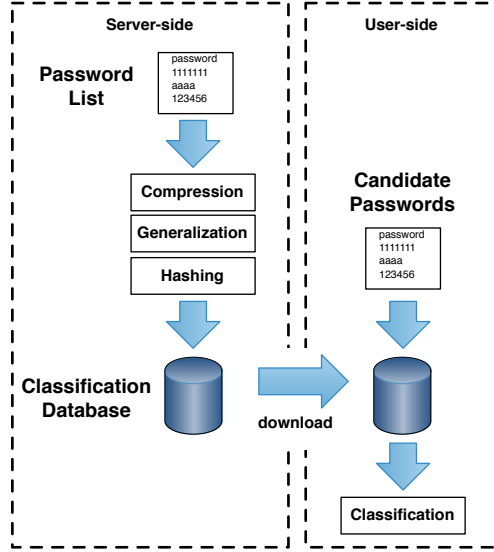 Server-side
Password
List
password
1111111
aaaa
123456
Compression
Generalization
Hashing
Classification
Database
download
User-side
Candidate
Passwords
password
1111111
aaaa
123456
Classification